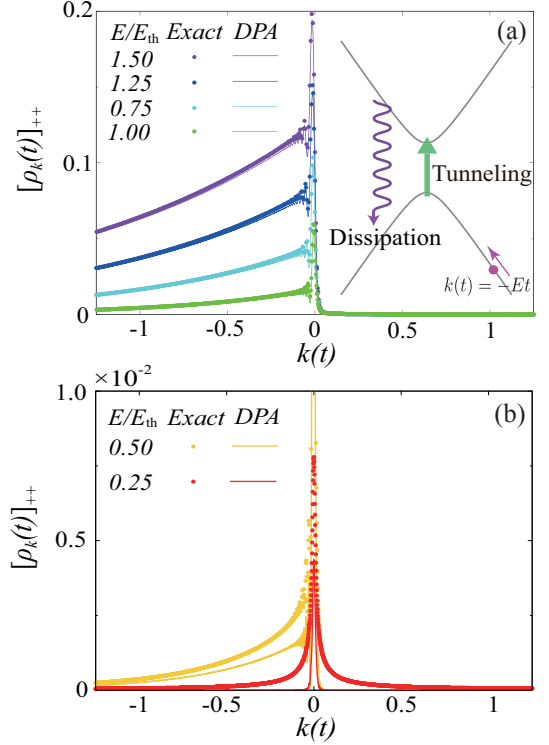 (a)
0.2
E/Eth Exact DPA
1.50
1.25
0.75
1.00
0.1
0
[ρk(t)]++
Tunneling
Dissipation
k(t) = −Et
-1 -0.5 0 0.5 1
k(t)
×10-2
(b)
1.0
E/Eth Exact DPA
0.50
0.25
0.5
0
[ρk(t)]++
-1 -0.5 0 0.5 1
k(t)